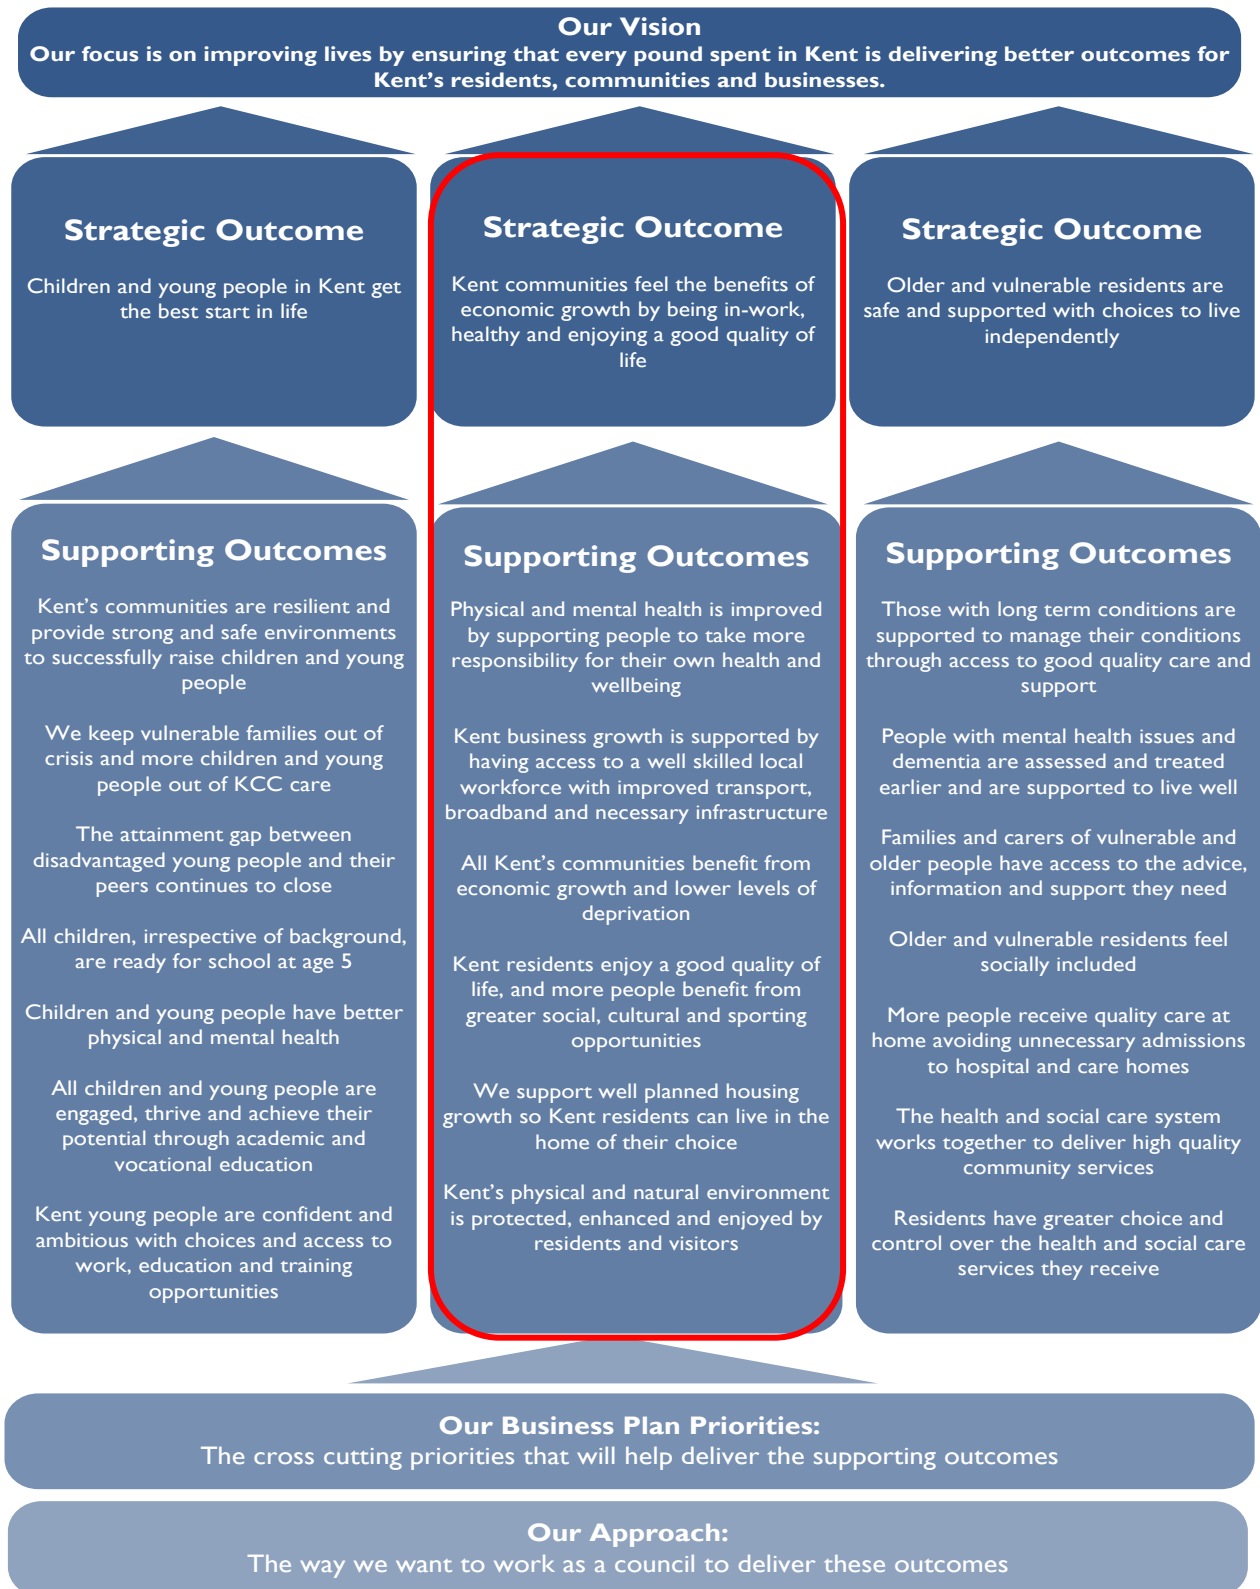 Our Vision
Our focus is on improving lives by ensuring that every pound spent in Kent is delivering better outcomes for
Kent’s residents, communities and businesses.
Strategic Outcome
Children and young people in Kent get
the best start in life
Strategic Outcome
Kent communities feel the benefits of
economic growth by being in-work,
healthy and enjoying a good quality of
life
Strategic Outcome
Older and vulnerable residents are
safe and supported with choices to live
independently
Supporting Outcomes
Kent’s communities are resilient and
provide strong and safe environments
to successfully raise children and young
people
We keep vulnerable families out of
crisis and more children and young
people out of KCC care
The attainment gap between
disadvantaged young people and their
peers continues to close
All children, irrespective of background,
are ready for school at age 5
Children and young people have better
physical and mental health
All children and young people are
engaged, thrive and achieve their
potential through academic and
vocational education
Kent young people are confident and
ambitious with choices and access to
work, education and training
opportunities
Supporting Outcomes
Physical and mental health is improved
by supporting people to take more
responsibility for their own health and
wellbeing
Kent business growth is supported by
having access to a well skilled local
workforce with improved transport,
broadband and necessary infrastructure
All Kent’s communities benefit from
economic growth and lower levels of
deprivation
Kent residents enjoy a good quality of
life, and more people benefit from
greater social, cultural and sporting
opportunities
We support well planned housing
growth so Kent residents can live in the
home of their choice
Kent’s physical and natural environment
is protected, enhanced and enjoyed by
residents and visitors
Supporting Outcomes
Those with long term conditions are
supported to manage their conditions
through access to good quality care and
support
People with mental health issues and
dementia are assessed and treated
earlier and are supported to live well
Families and carers of vulnerable and
older people have access to the advice,
information and support they need
Older and vulnerable residents feel
socially included
More people receive quality care at
home avoiding unnecessary admissions
to hospital and care homes
The health and social care system
works together to deliver high quality
community services
Residents have greater choice and
control over the health and social care
services they receive
Our Business Plan Priorities:
The cross cutting priorities that will help deliver the supporting outcomes
Our Approach:
The way we want to work as a council to deliver these outcomes